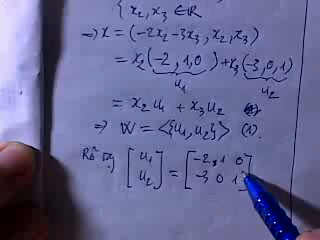 { x₂, x₃ ∈ ℝ
⇒ x = (-2x₂-3x₃, x₂, x₃)
= x₂(-2, 1, 0) + x₃(-3, 0, 1)
u₁ u₂
= x₂u₁ + x₃u₂
⇒ W = <{u₁, u₂}> (1).
[u₁ u₂] = [-2 1 0
-3 0 1]